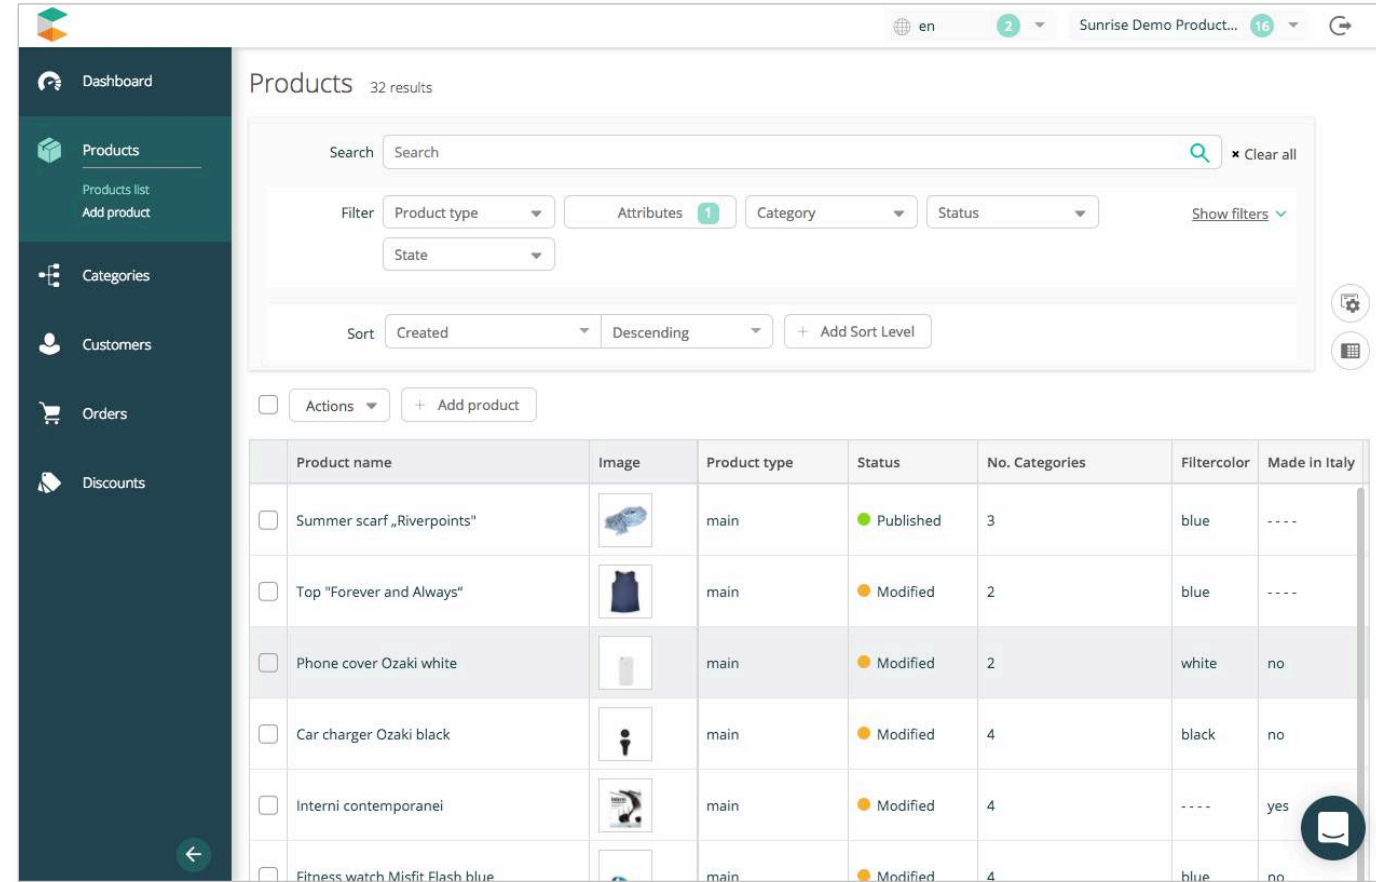 en 2 Sunrise Demo Product... 16
Dashboard
Products
Products list
Add product
Categories
Customers
Orders
Discounts
Products 32 results
Search Search × Clear all
Filter Product type Attributes 1 Category Status Show filters
State
Sort Created Descending + Add Sort Level
Actions + Add product
Product name Image Product type Status No. Categories Filtercolor Made in Italy
Summer scarf „Riverpoints" main Published 3 blue ----
Top "Forever and Always“ main Modified 2 blue ----
Phone cover Ozaki white main Modified 2 white no
Car charger Ozaki black main Modified 4 black no
Interni contemporanei main Modified 4 ---- yes
Fitness watch Misfit Flash blue main Modified 4 blue no